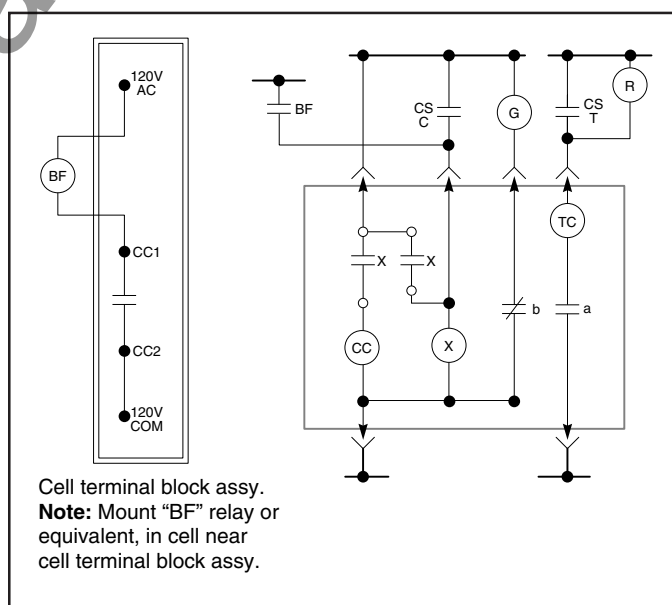 120V
AC
BF
CC1
CC2
120V
COM
BF
CS
C
G
CS
T
R
TC
X
X
b
a
CC
X
Cell terminal block assy.
Note: Mount “BF” relay or
equivalent, in cell near
cell terminal block assy.